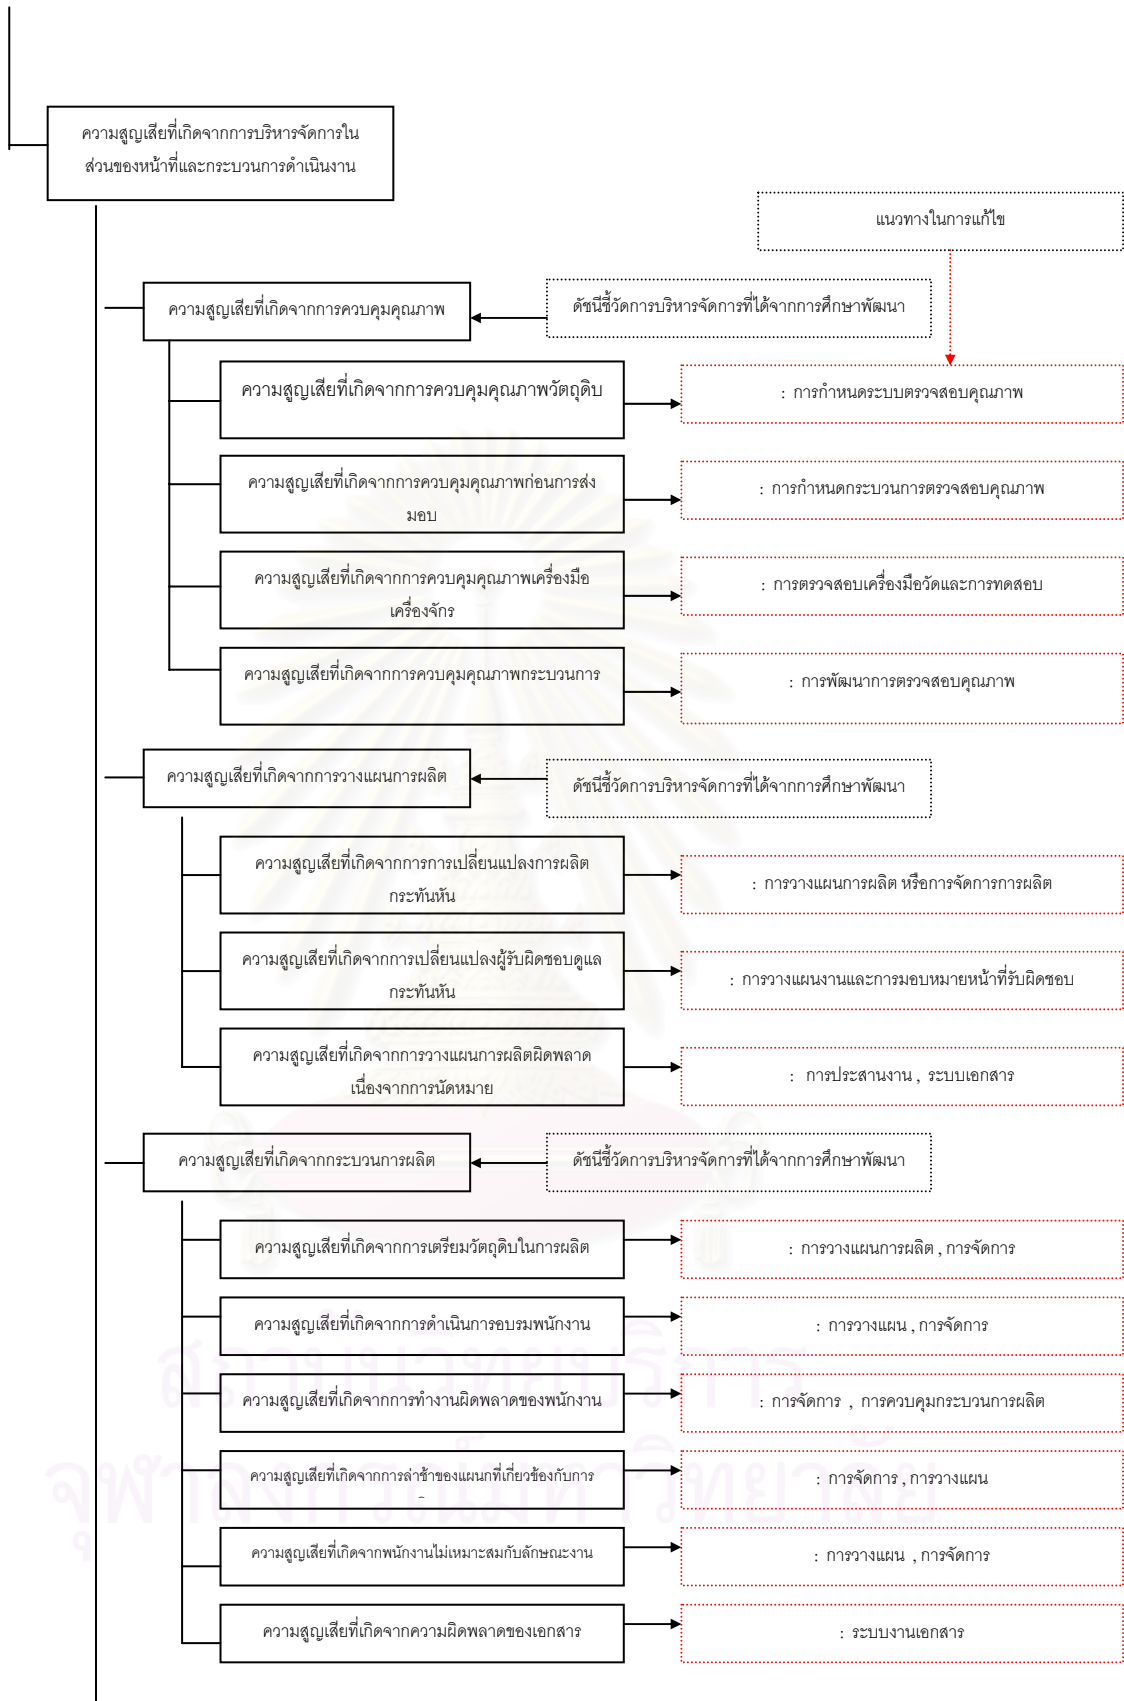 ความสูญเสียที่เกิดจากการบริหารจัดการใน
ส่วนของหน้าที่และกระบวนการดำเนินงาน
แนวทางในการแก้ไข
ความสูญเสียที่เกิดจากการควบคุมคุณภาพ
ดัชนีชี้วัดการบริหารจัดการที่ได้จากการศึกษาพัฒนา
ความสูญเสียที่เกิดจากการควบคุมคุณภาพวัตถุดิบ
: การกำหนดระบบตรวจสอบคุณภาพ
ความสูญเสียที่เกิดจากการควบคุมคุณภาพก่อนการส่ง
มอบ
: การกำหนดกระบวนการตรวจสอบคุณภาพ
ความสูญเสียที่เกิดจากการควบคุมคุณภาพเครื่องมือ
เครื่องจักร
: การตรวจสอบเครื่องมือวัดและการทดสอบ
ความสูญเสียที่เกิดจากการควบคุมคุณภาพกระบวนการ
: การพัฒนาการตรวจสอบคุณภาพ
ความสูญเสียที่เกิดจากการวางแผนการผลิต
ดัชนีชี้วัดการบริหารจัดการที่ได้จากการศึกษาพัฒนา
ความสูญเสียที่เกิดจากการการเปลี่ยนแปลงการผลิต
กระทันหัน
: การวางแผนการผลิต หรือการจัดการการผลิต
ความสูญเสียที่เกิดจากการเปลี่ยนแปลงผู้รับผิดชอบดูแล
กระทันหัน
: การวางแผนงานและการมอบหมายหน้าที่รับผิดชอบ
ความสูญเสียที่เกิดจากการวางแผนการผลิตผิดพลาด
เนื่องจากการนัดหมาย
: การประสานงาน , ระบบเอกสาร
ความสูญเสียที่เกิดจากกระบวนการผลิต
ดัชนีชี้วัดการบริหารจัดการที่ได้จากการศึกษาพัฒนา
ความสูญเสียที่เกิดจากการเตรียมวัตถุดิบในการผลิต
: การวางแผนการผลิต , การจัดการ
ความสูญเสียที่เกิดจากการดำเนินการอบรมพนักงาน
: การวางแผน , การจัดการ
ความสูญเสียที่เกิดจากการทำงานผิดพลาดของพนักงาน
: การจัดการ , การควบคุมกระบวนการผลิต
ความสูญเสียที่เกิดจากการล่าช้าของแผนกที่เกี่ยวข้องกับการ
: การจัดการ , การวางแผน
ความสูญเสียที่เกิดจากพนักงานไม่เหมาะสมกับลักษณะงาน
: การวางแผน , การจัดการ
ความสูญเสียที่เกิดจากความผิดพลาดของเอกสาร
: ระบบงานเอกสาร
สถาบันวิทยบริการ
จุฬาลงกรณ์มหาวิทยาลัย